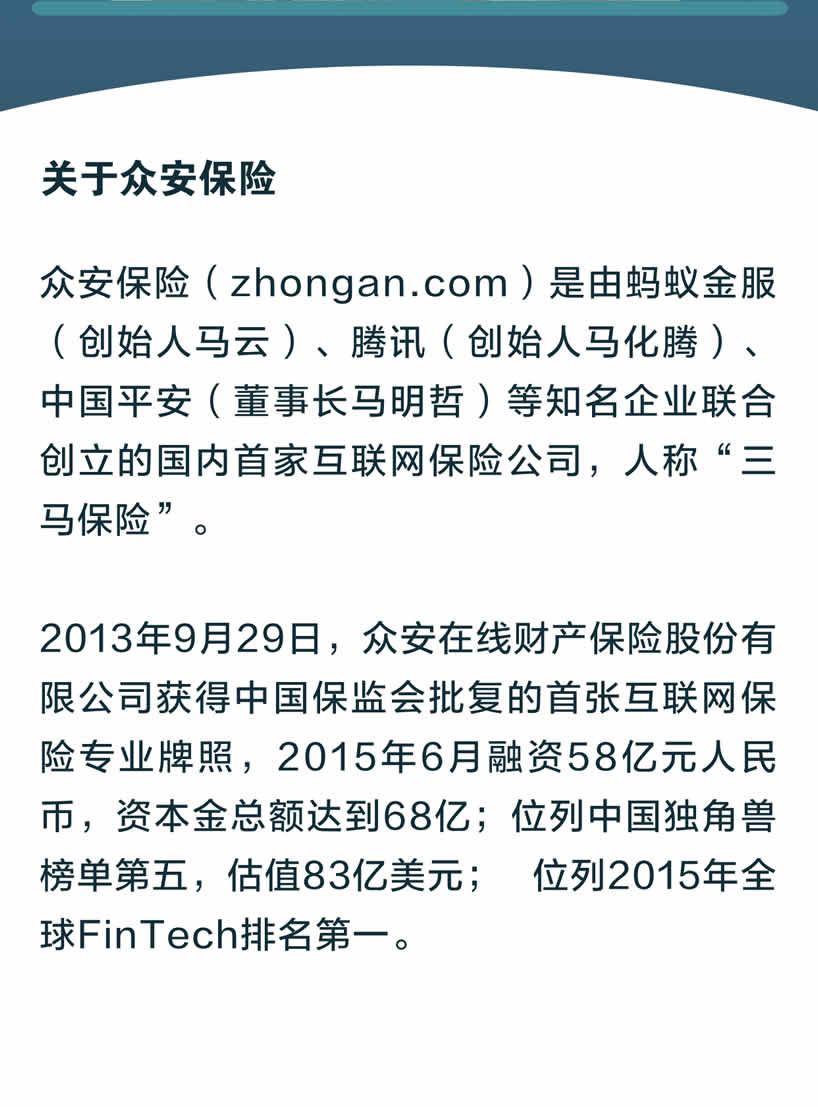 关于众安保险
众安保险（zhongan.com）是由蚂蚁金服
（创始人马云）、腾讯（创始人马化腾）、
中国平安（董事长马明哲）等知名企业联合
创立的国内首家互联网保险公司，人称“三
马保险”。
2013年9月29日，众安在线财产保险股份有
限公司获得中国保监会批复的首张互联网保
险专业牌照，2015年6月融资58亿元人民
币，资本金总额达到68亿；位列中国独角兽
榜单第五，估值83亿美元； 位列2015年全
球FinTech排名第一。